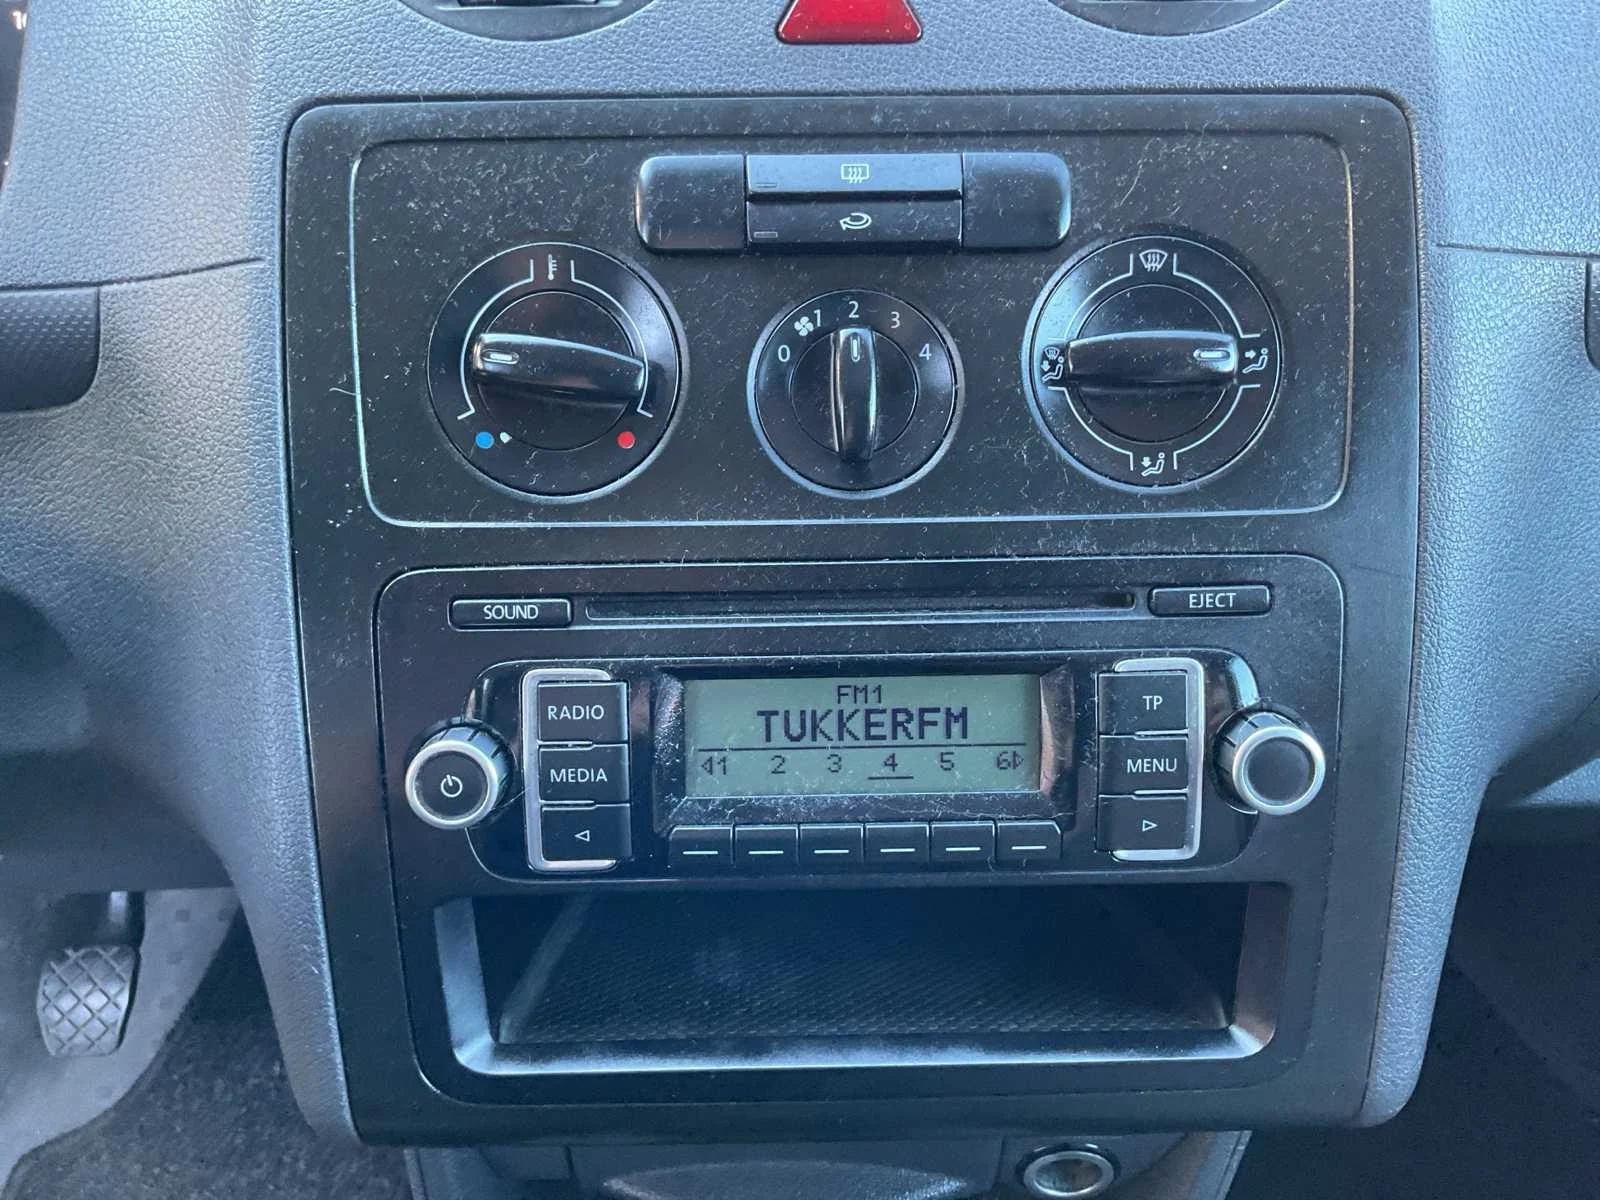 0 1 2 3 4
SOUND
EJECT
RADIO
MEDIA
FM1
TUKKERFM
1 2 3 4 5 6
TP
MENU